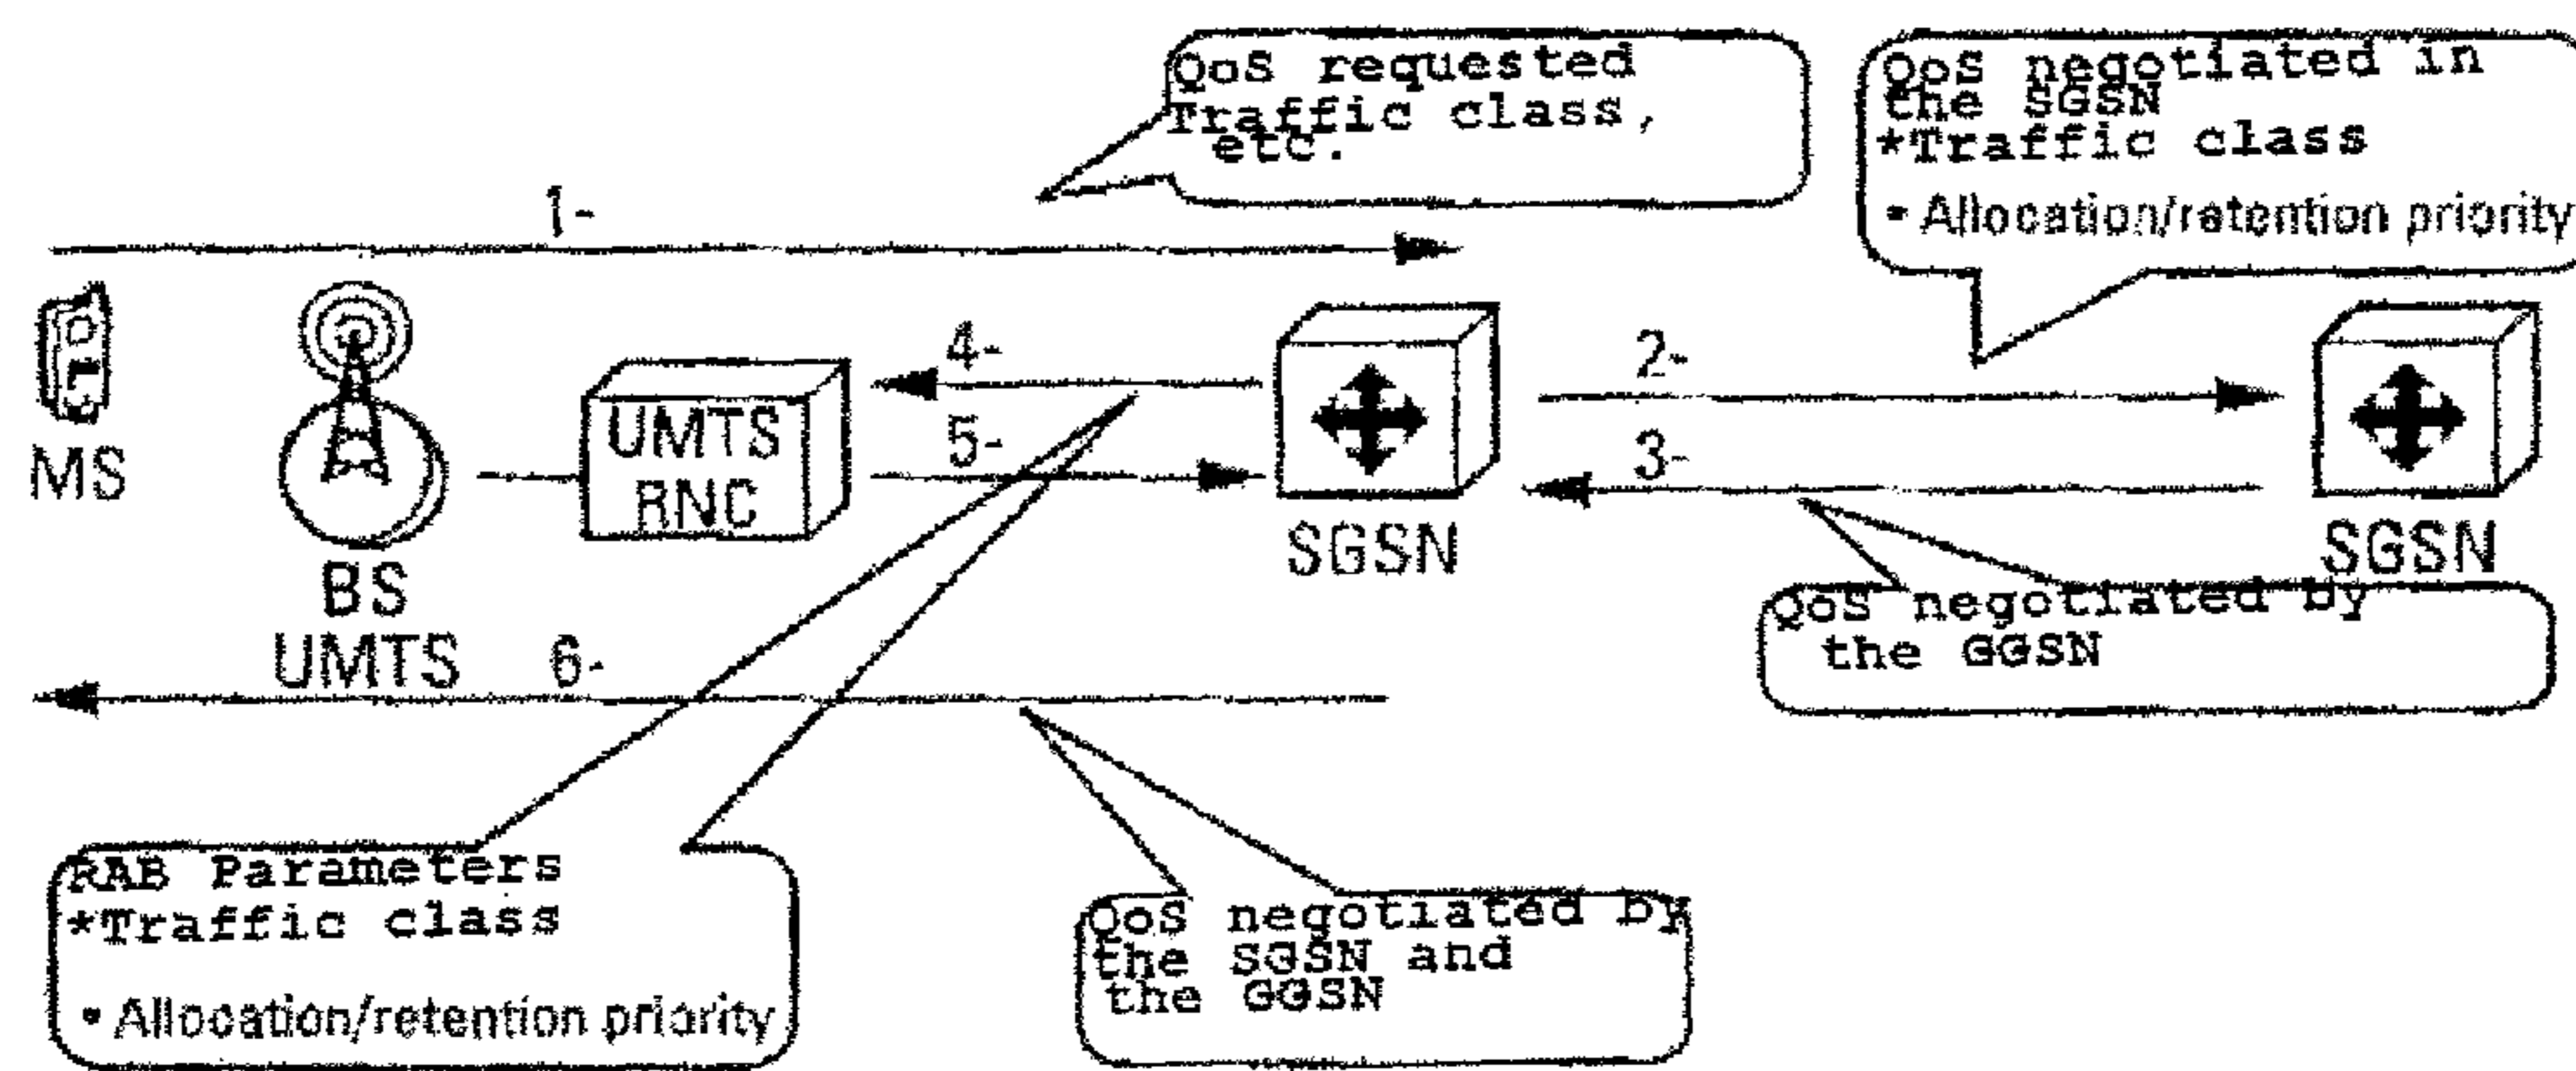 QoS requested
Traffic class,
etc.
QoS negotiated in
the SGSN
*Traffic class
• Allocation/retention priority
1-
4-
2-
5-
3-
MS
UMTS
RNC
SGSN
SGSN
BS
UMTS
6-
QoS negotiated by
the GGSN
RAB Parameters
*Traffic class
• Allocation/retention priority
QoS negotiated by
the SGSN and
the GGSN